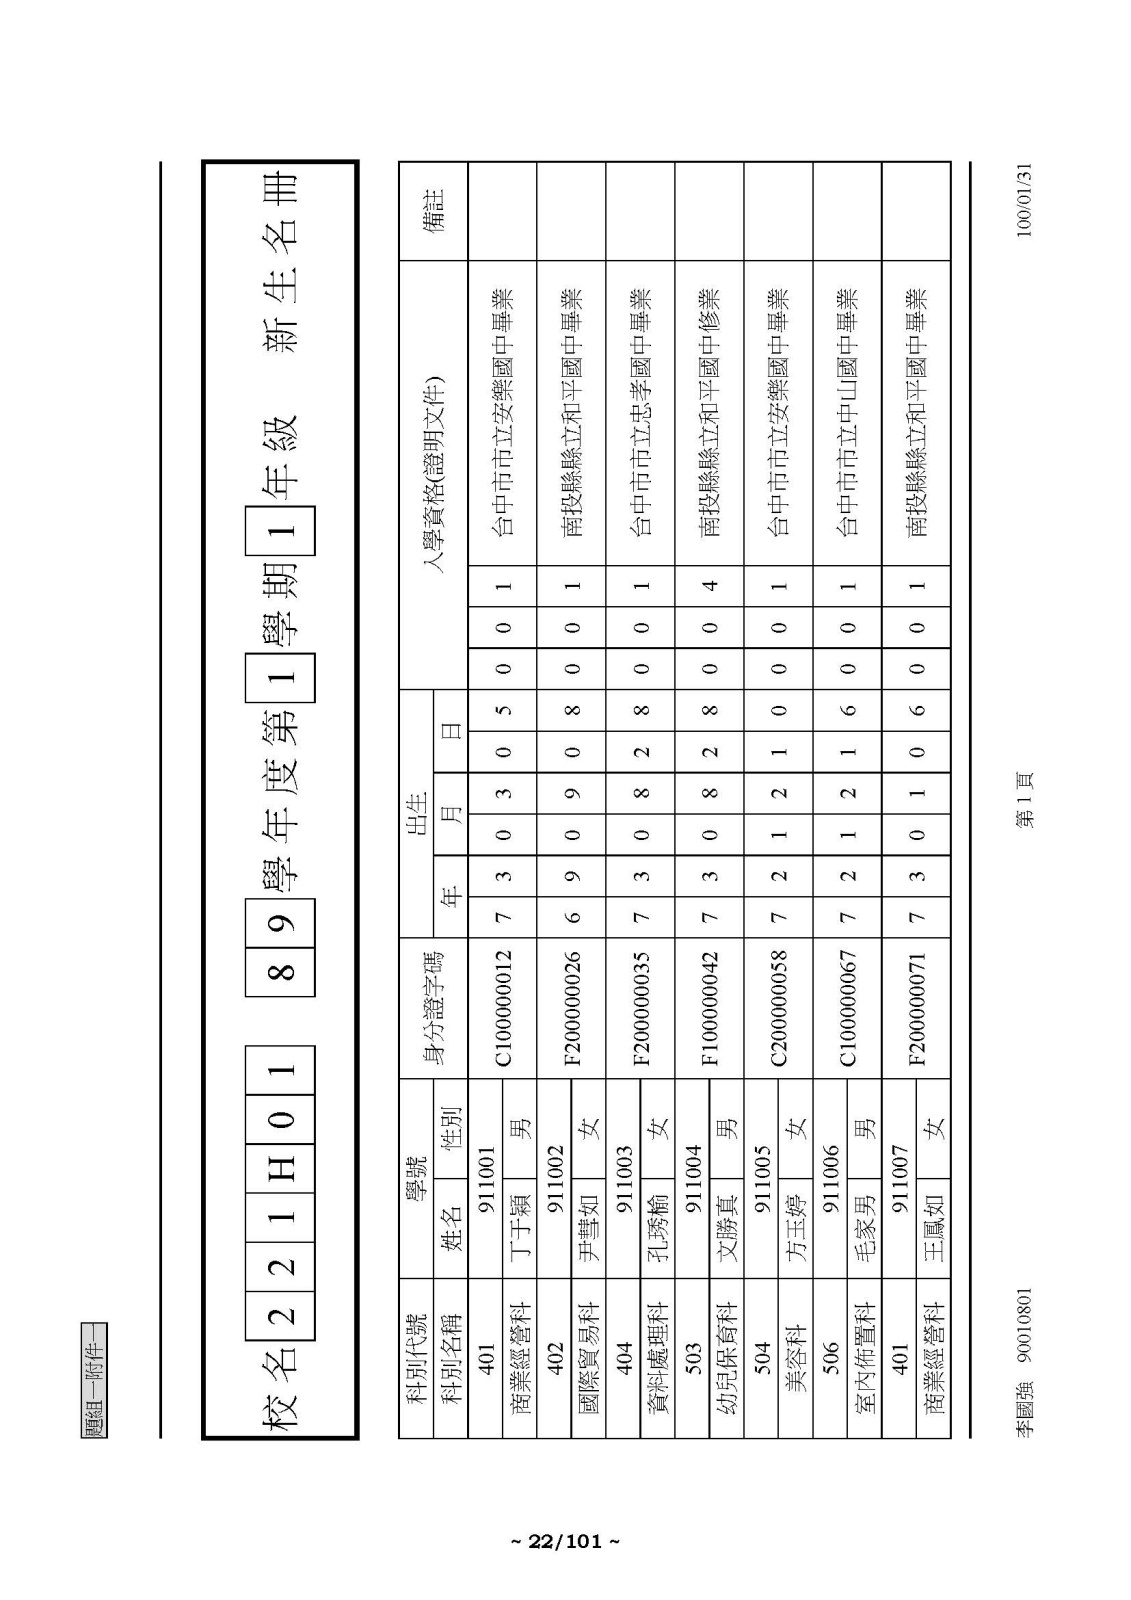 題組一附件一
校名 2 2 1 H 0 1 8 9 學年度第 1 學期 1 年級 新生名冊
科別代號 學號 身分證字碼 出生 入學資格(證明文件) 備註
科別名稱 姓名 性別 年 月 日
401 911001 C100000012 7 3 0 3 0 5 0 0 1 台中市市立安樂國中畢業
商業經營科 丁于穎 男
402 911002 F200000026 6 9 0 9 0 8 0 0 1 南投縣縣立和平國中畢業
國際貿易科 尹彗如 女
404 911003 F200000035 7 3 0 8 2 8 0 0 1 台中市市立忠孝國中畢業
資料處理科 孔琇榆 女
503 911004 F100000042 7 3 0 8 2 8 0 0 4 南投縣縣立和平國中修業
幼兒保育科 文勝真 男
504 911005 C200000058 7 2 1 2 1 0 0 0 1 台中市市立安樂國中畢業
美容科 方玉婷 女
506 911006 C100000067 7 2 1 2 1 6 0 0 1 台中市市立中山國中畢業
室內佈置科 毛家男 男
401 911007 F200000071 7 3 0 1 0 6 0 0 1 南投縣縣立和平國中畢業
商業經營科 王鳳如 女
李國強 90010801 第 1 頁 100/01/31
~ 22/101 ~